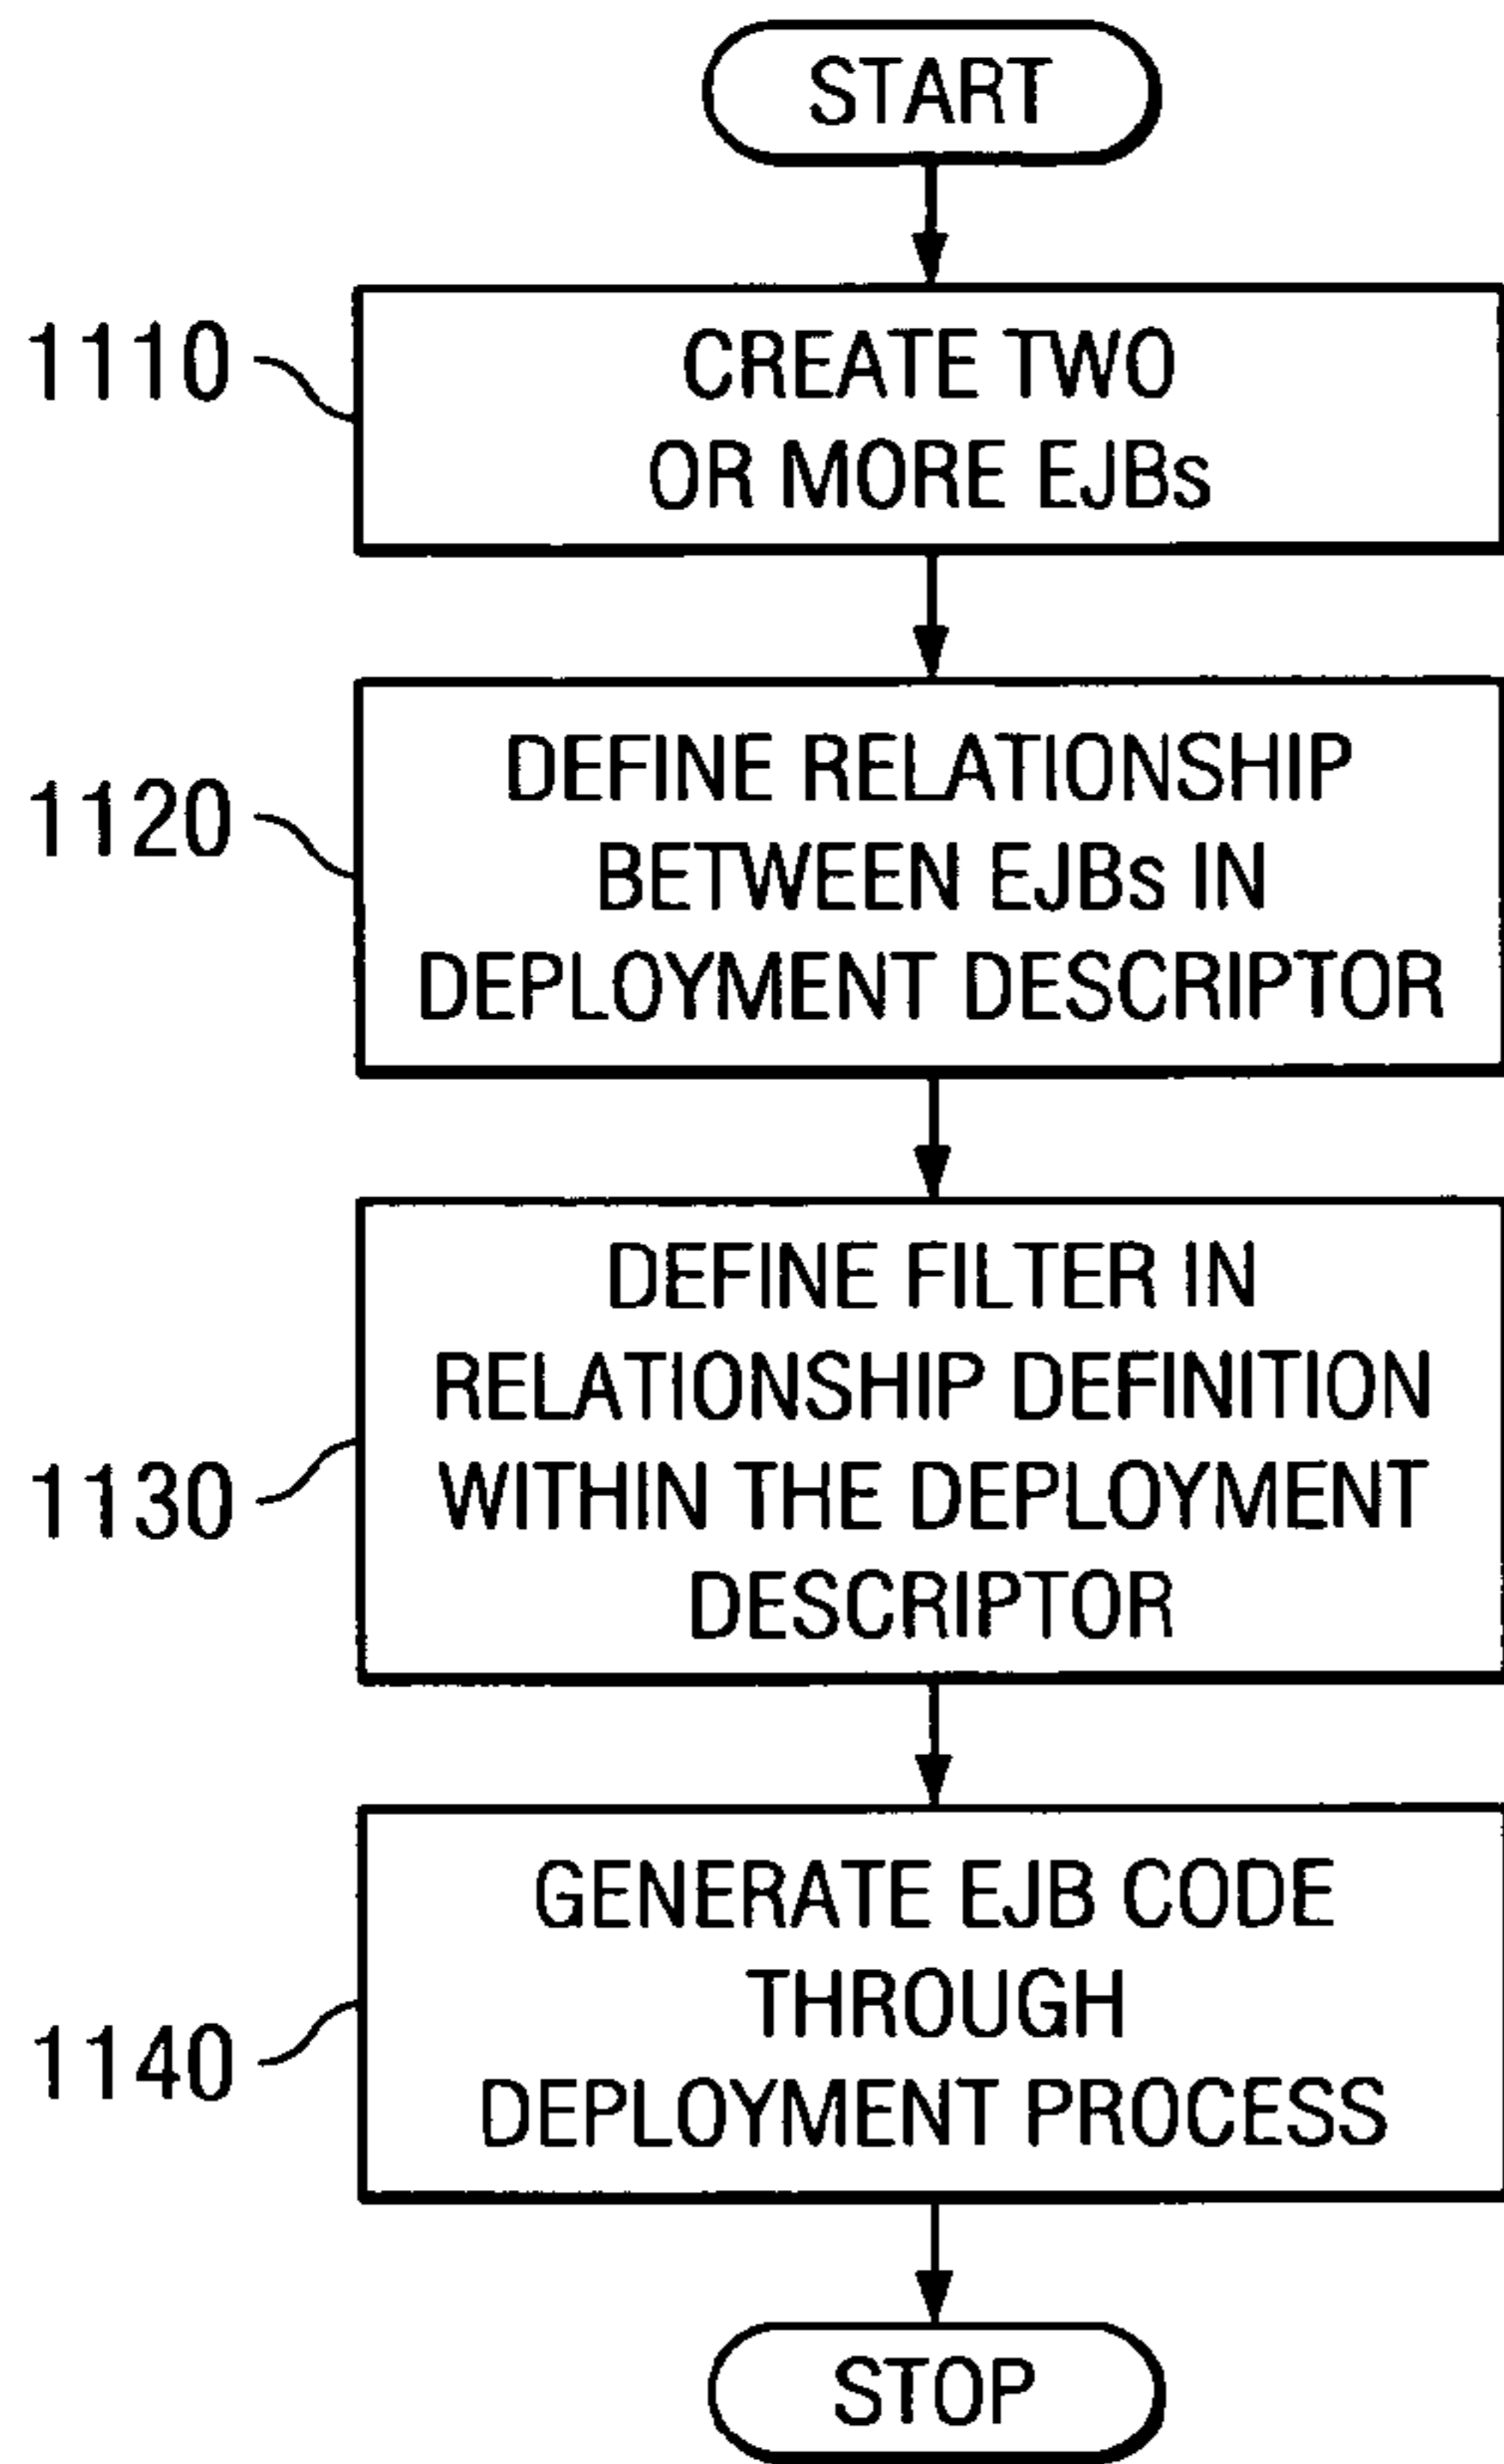 START
1110
CREATE TWO
OR MORE EJBs
1120
DEFINE RELATIONSHIP
BETWEEN EJBs IN
DEPLOYMENT DESCRIPTOR
1130
DEFINE FILTER IN
RELATIONSHIP DEFINITION
WITHIN THE DEPLOYMENT
DESCRIPTOR
1140
GENERATE EJB CODE
THROUGH
DEPLOYMENT PROCESS
STOP